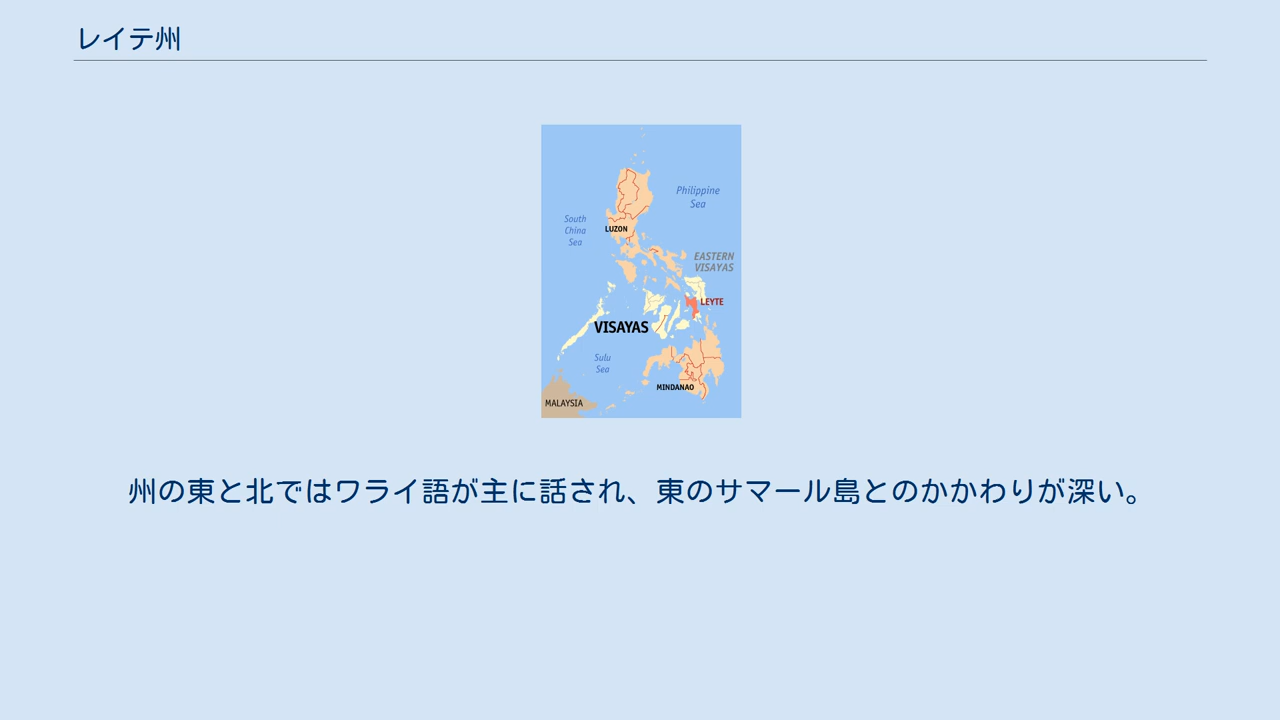 レイテ州
Philippine
Sea
South
China
Sea
LUZON
EASTERN
VISAYAS
LEYTE
VISAYAS
Sulu
Sea
MINDANAO
MALAYSIA
州の東と北ではワライ語が主に話され、東のサマール島とのかかわりが深い。